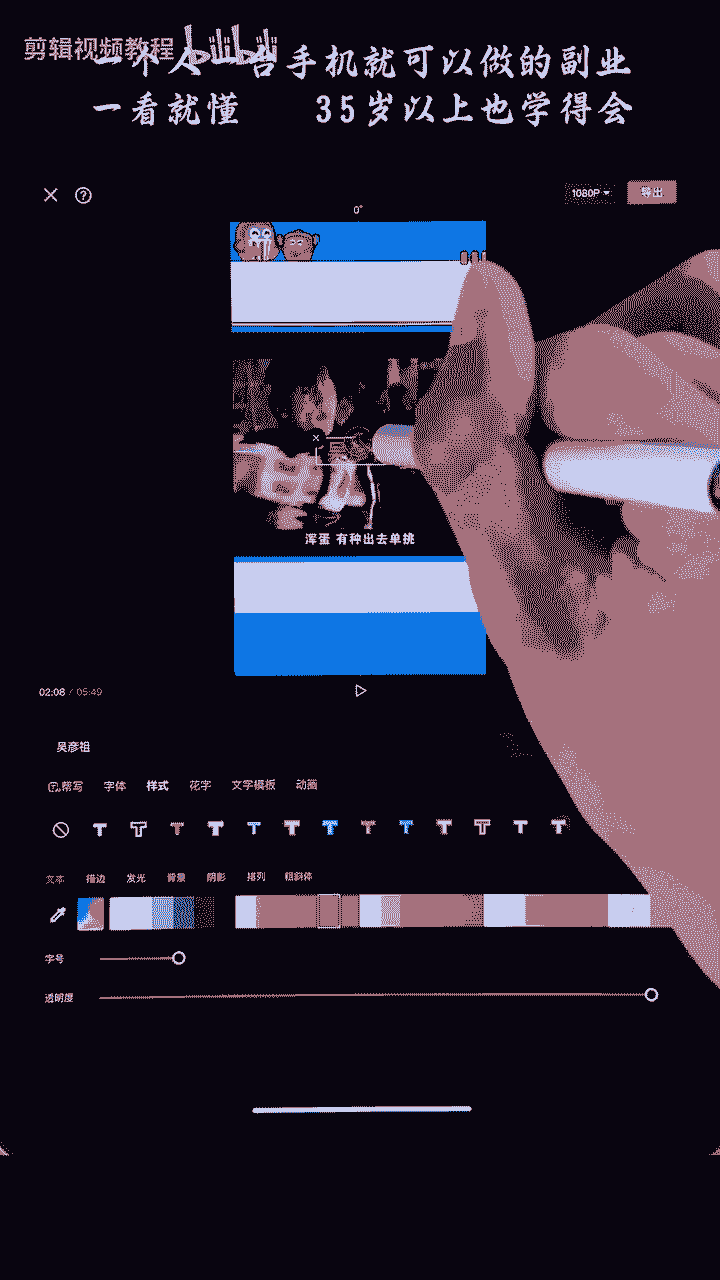 剪辑视频教程 bilibili
一个人一台手机就可以做的副业
一看就懂 35岁以上也学得会
1080P 导出
0°
浑蛋 有种出去单挑
02:08 / 05:49
吴彦祖
帮写 字体 样式 花字 文字模板 动画
文本 描边 发光 背景 阴影 排列 粗斜体
字号
透明度